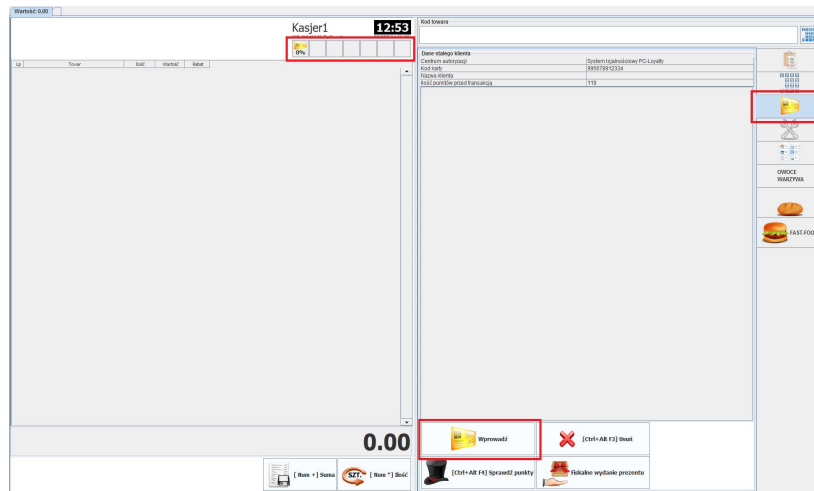 Wartość: 0.00
Kasjer1
12:53
0%
Lp Towar Ilość Wartość Rabat
0.00
[ Num +] Suma
SZT.
[ Num *] Ilość
Kod towara
Dane stałego klienta
Centrum autoryzacji System lojalnościowy PC-Loyalty
Kod karty 995678912334
Nazwa klienta
Ilość punktów przed transakcją 110
Wprowadź
[Ctrl+Alt F3] Usuń
[Ctrl+Alt F4] Sprawdź punkty
Fiskalne wydanie prezentu
OWOCE
WARZYWA
FAST-FOO